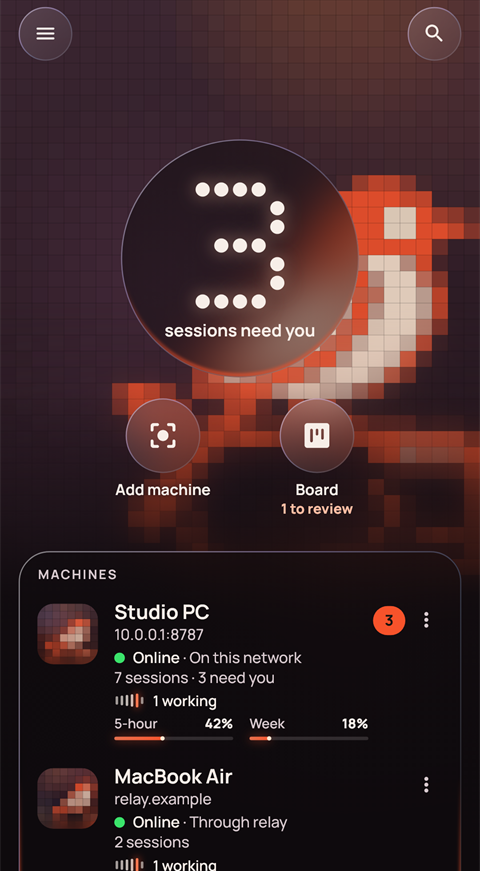 3
sessions need you
Add machine
Board
1 to review
MACHINES
Studio PC
3
10.0.0.1:8787
Online · On this network
7 sessions · 3 need you
1 working
5-hour 42% Week 18%
MacBook Air
relay.example
Online · Through relay
2 sessions
1 working